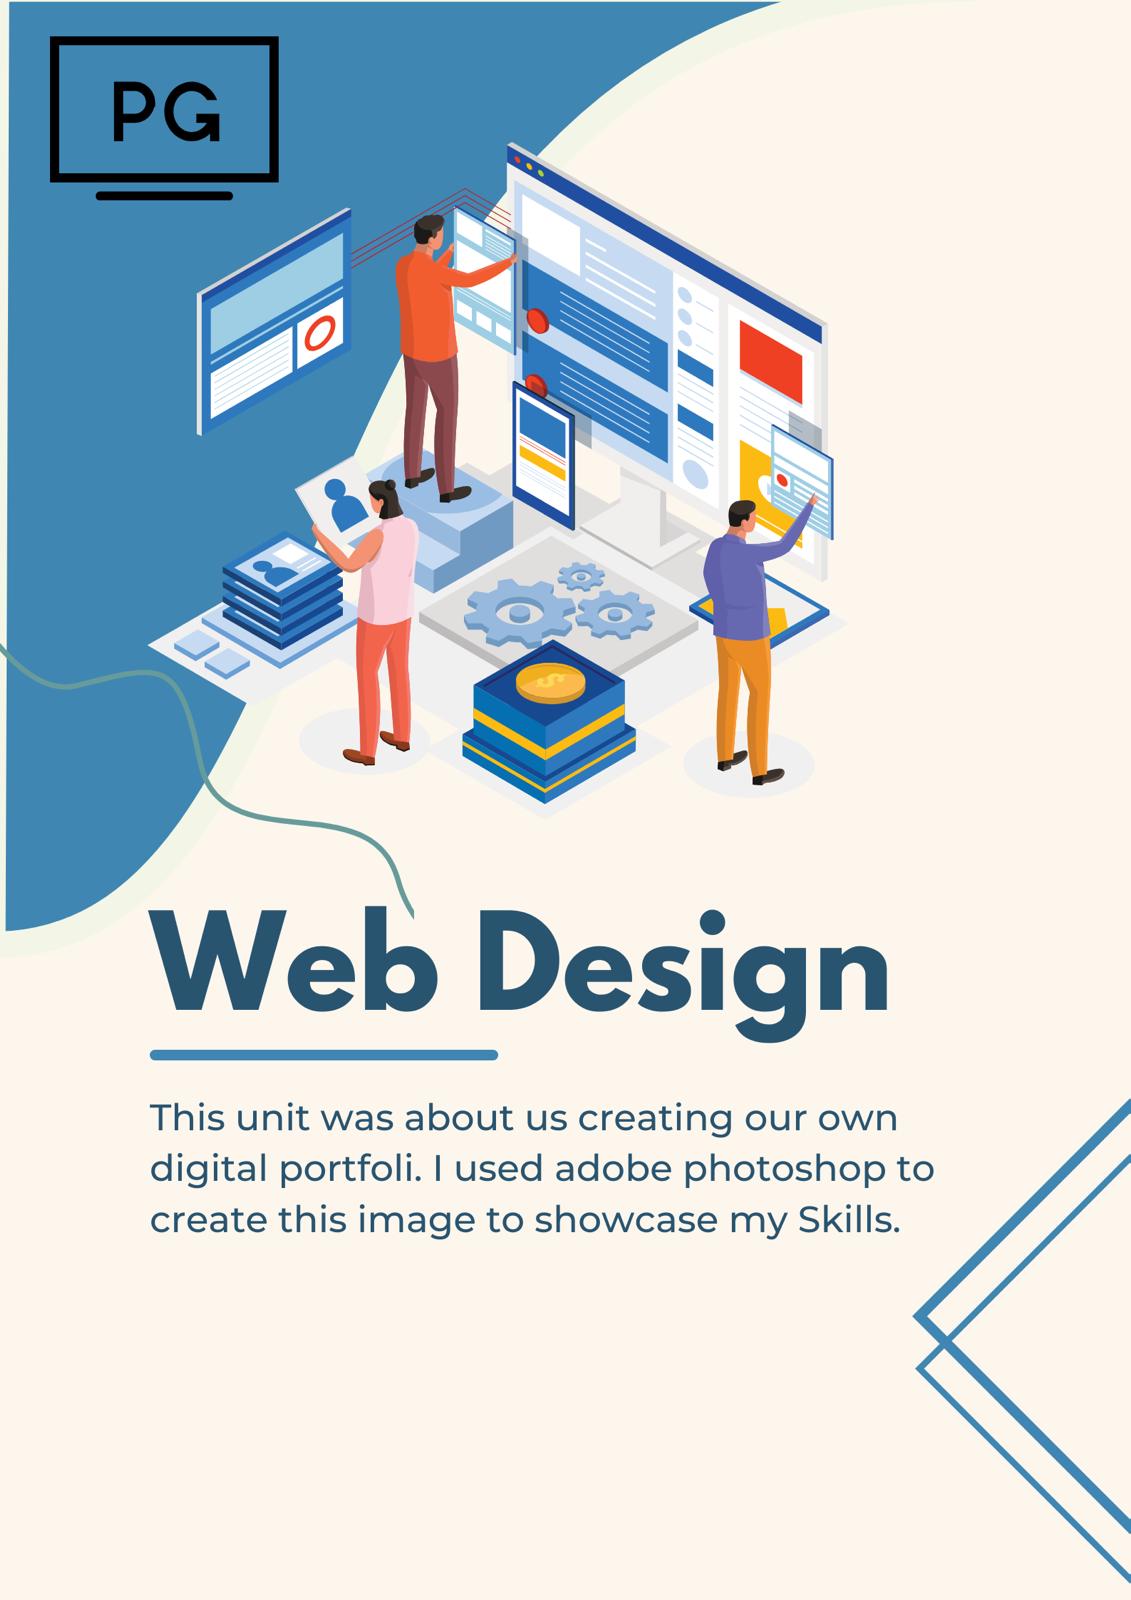 PG
Web Design
This unit was about us creating our own
digital portfoli. I used adobe photoshop to
create this image to showcase my Skills.